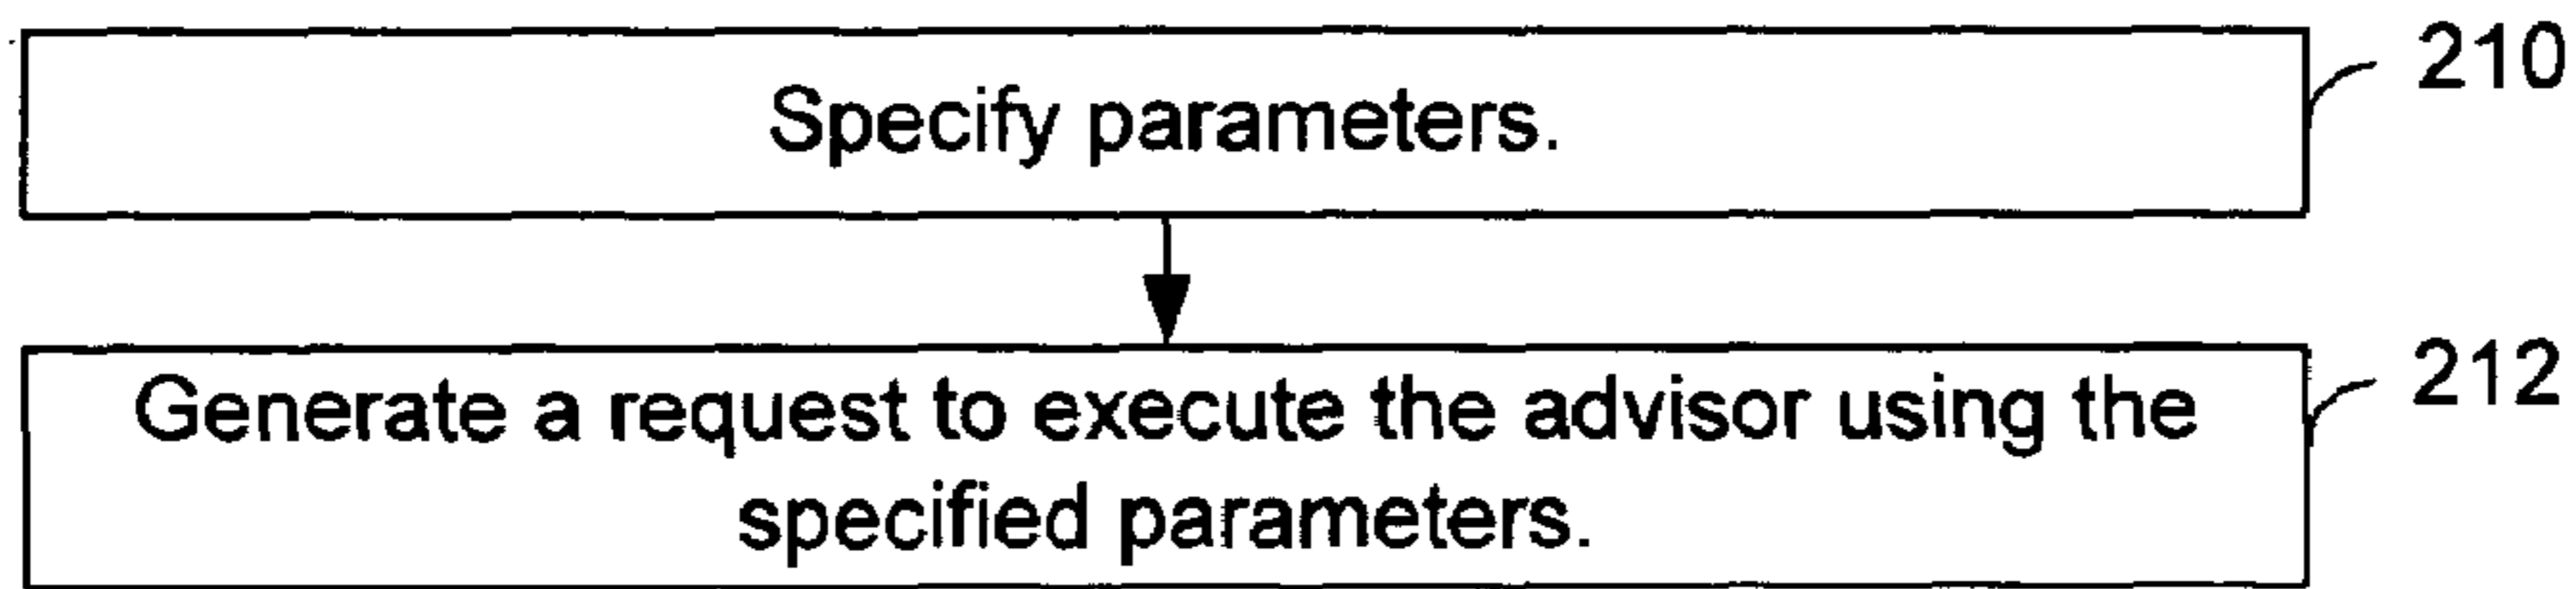 Specify parameters.
210
Generate a request to execute the advisor using the
specified parameters.
212